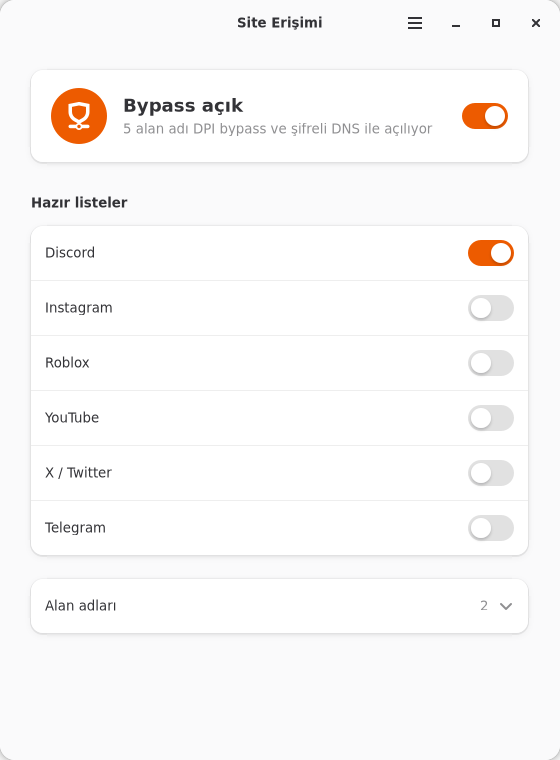 Site Erişimi
Bypass açık
5 alan adı DPI bypass ve şifreli DNS ile açılıyor
Hazır listeler
Discord
Instagram
Roblox
YouTube
X / Twitter
Telegram
Alan adları 2